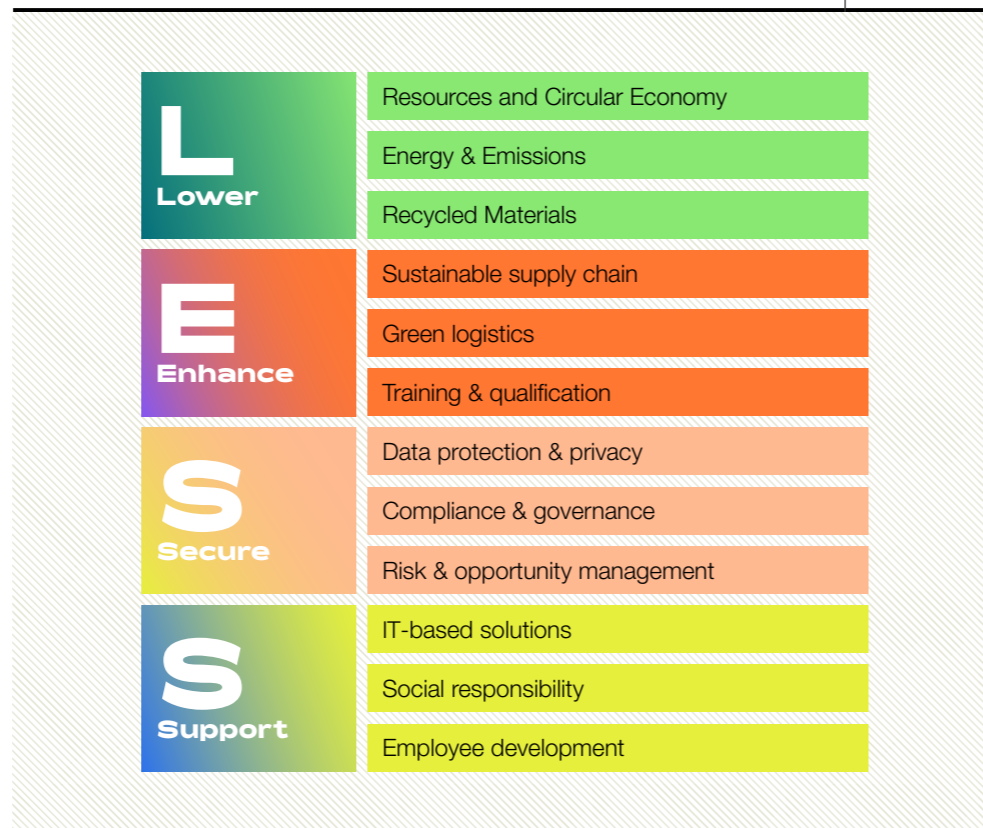 L
Lower
Resources and Circular Economy
Energy & Emissions
Recycled Materials
E
Enhance
Sustainable supply chain
Green logistics
Training & qualification
S
Secure
Data protection & privacy
Compliance & governance
Risk & opportunity management
S
Support
IT-based solutions
Social responsibility
Employee development